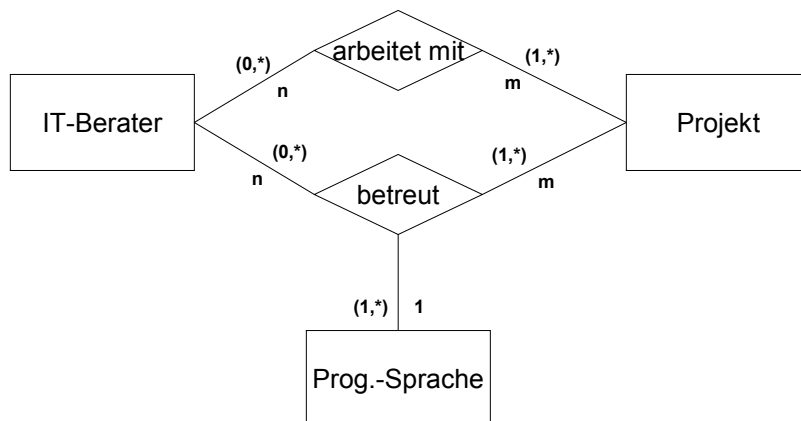 arbeitet mit
(0,*)
(1,*)
n
m
IT-Berater
Projekt
(0,*)
(1,*)
n
m
betreut
(1,*)
1
Prog.-Sprache